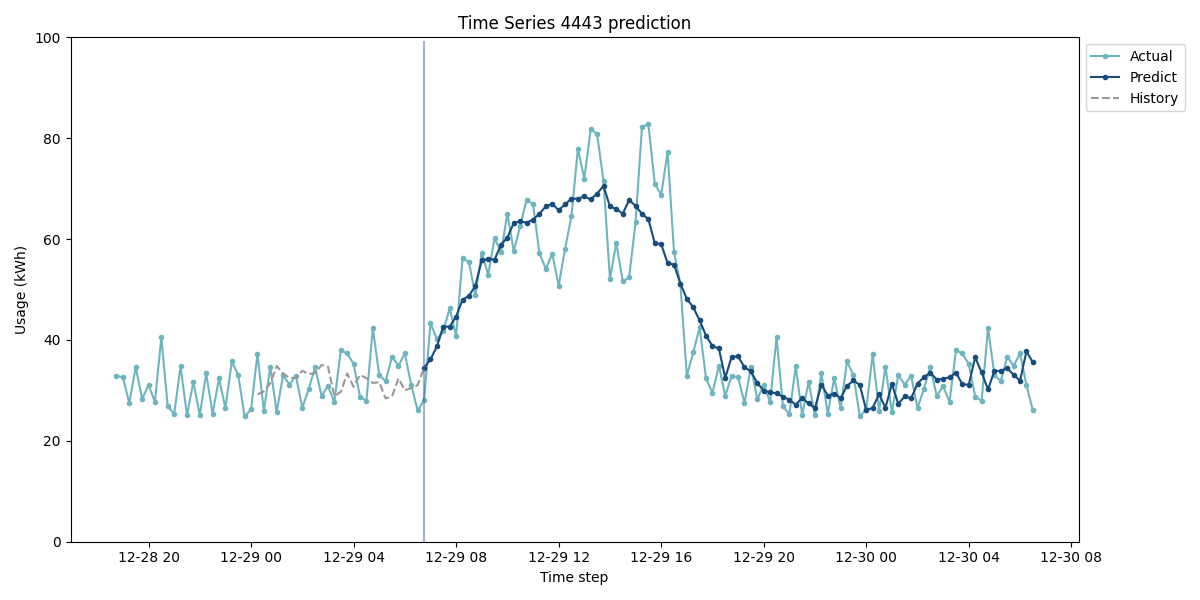 Time Series 4443 prediction
100
80
60
40
20
0
Usage (kWh)
12-28 20
12-29 00
12-29 04
12-29 08
12-29 12
12-29 16
12-29 20
12-30 00
12-30 04
12-30 08
Time step
Actual
Predict
History